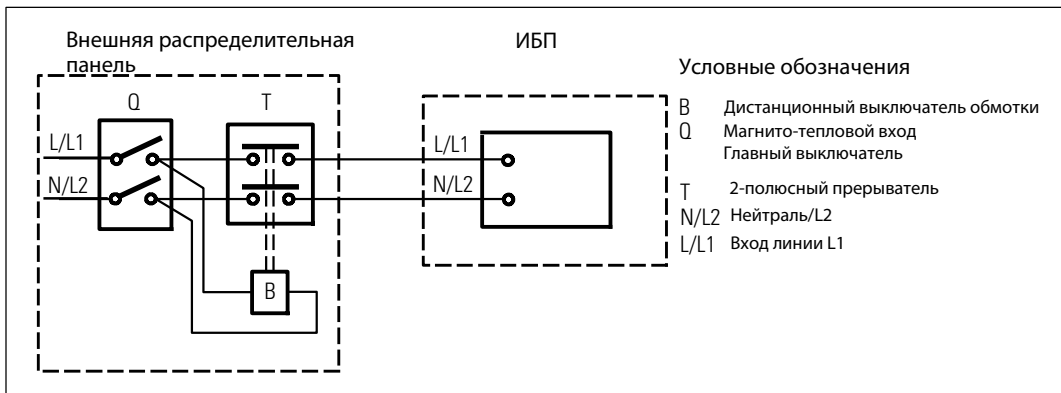 Внешняя распределительная
панель
ИБП
Условные обозначения
Q
T
L/L1
N/L2
B
L/L1
N/L2
B Дистанционный выключатель обмотки
Q Магнито-тепловой вход
Главный выключатель
T 2-полюсный прерыватель
N/L2 Нейтраль/L2
L/L1 Вход линии L1